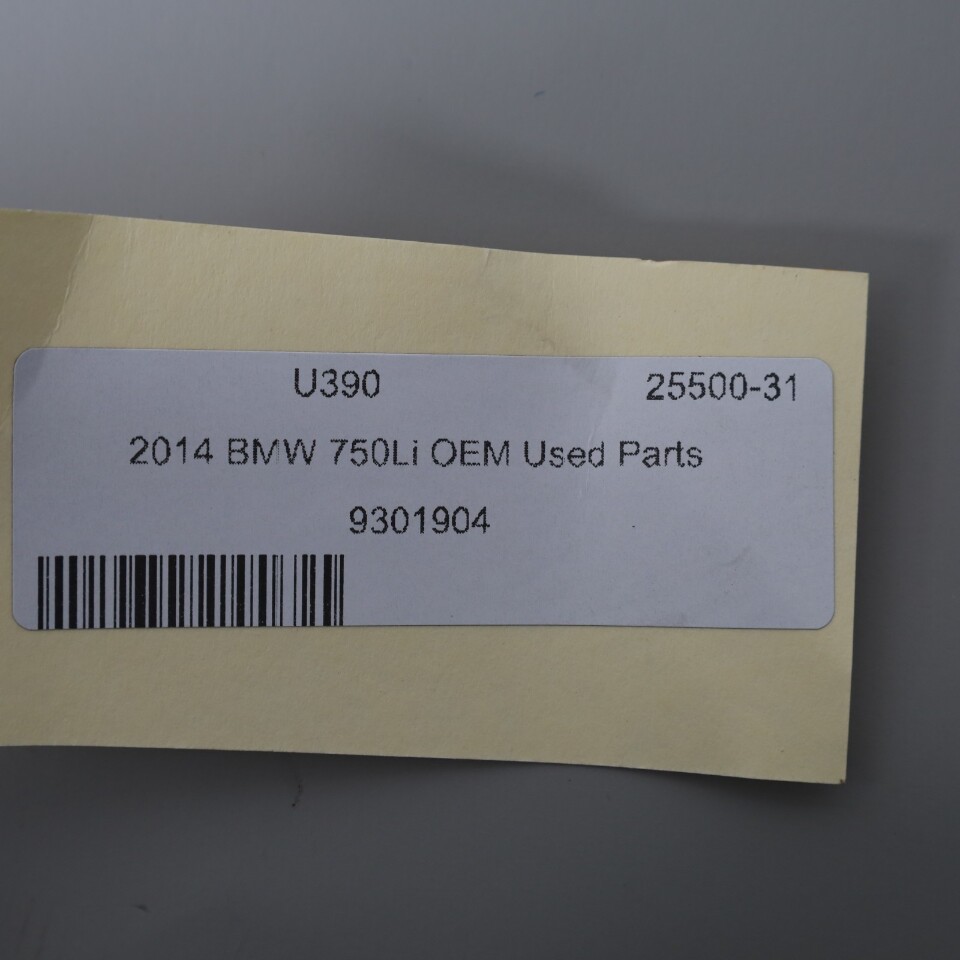 U390 25500-31
2014 BMW 750Li OEM Used Parts
9301904